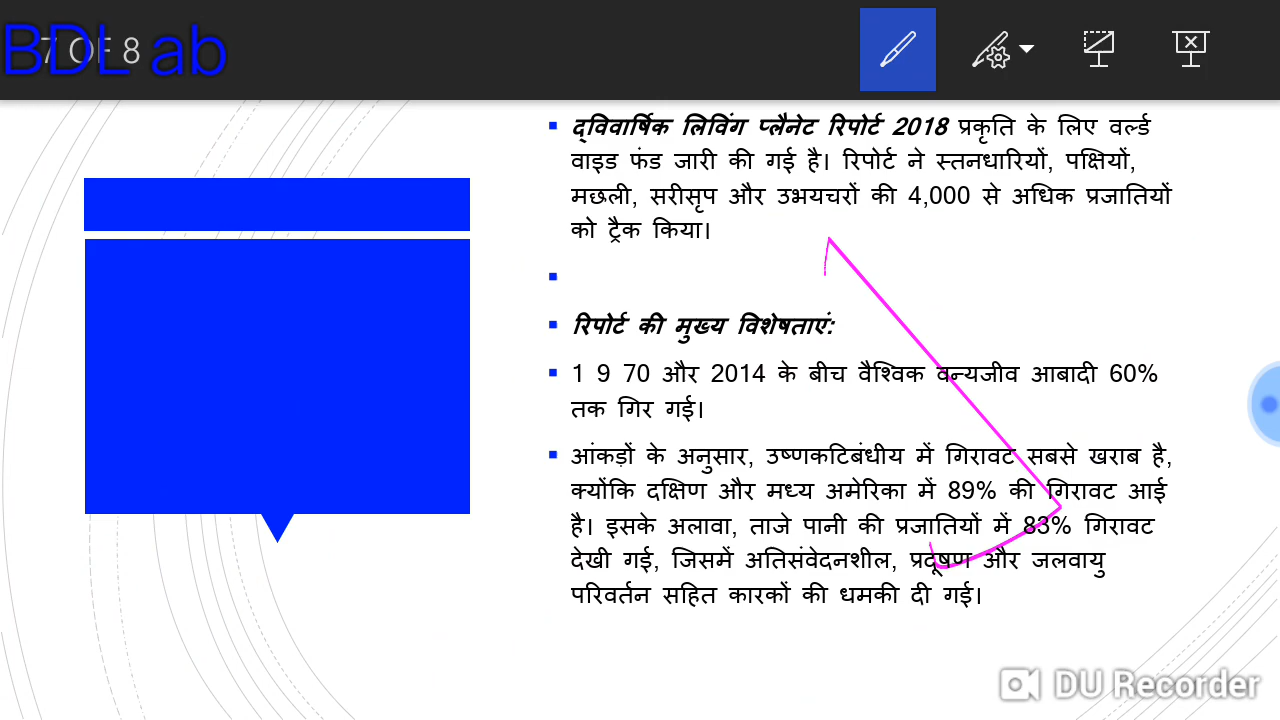 BDLab
7 OF 8
द्विवार्षिक लिविंग प्लैनेट रिपोर्ट 2018 प्रकृति के लिए वर्ल्ड
वाइड फंड जारी की गई है। रिपोर्ट ने स्तनधारियों, पक्षियों,
मछली, सरीसृप और उभयचरों की 4,000 से अधिक प्रजातियों
को ट्रैक किया।
रिपोर्ट की मुख्य विशेषताएं:
1 9 70 और 2014 के बीच वैश्विक वन्यजीव आबादी 60%
तक गिर गई।
आंकड़ों के अनुसार, उष्णकटिबंधीय में गिरावट सबसे खराब है,
क्योंकि दक्षिण और मध्य अमेरिका में 89% की गिरावट आई
है। इसके अलावा, ताजे पानी की प्रजातियों में 83% गिरावट
देखी गई, जिसमें अतिसंवेदनशील, प्रदूषण और जलवायु
परिवर्तन सहित कारकों की धमकी दी गई।
DU Recorder